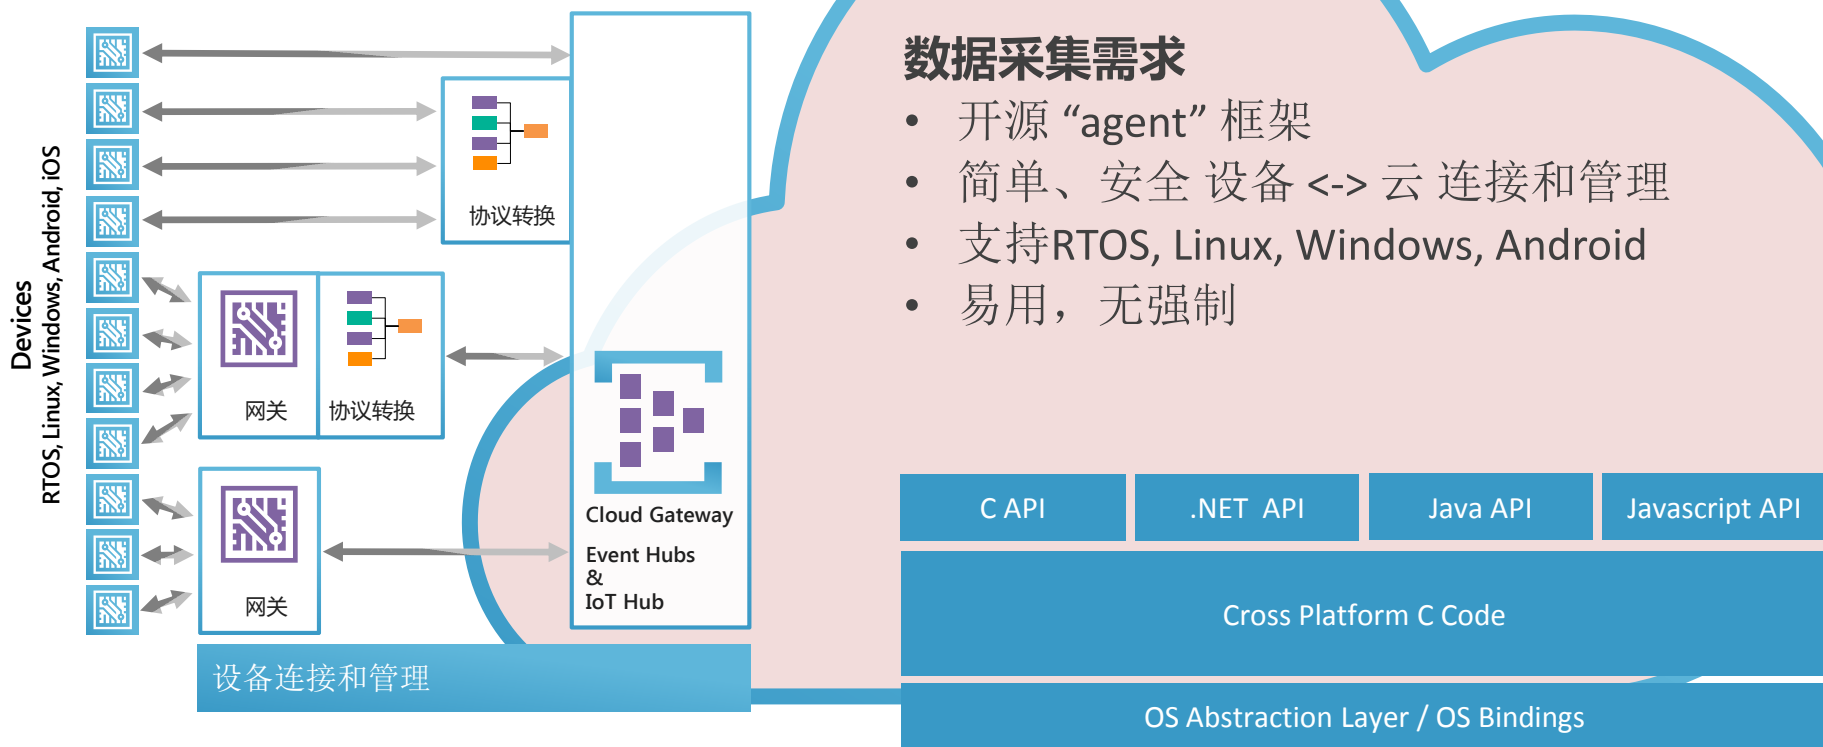 Devices
RTOS, Linux, Windows, Android, iOS
协议转换
网关
协议转换
网关
Cloud Gateway
Event Hubs
&
IoT Hub
设备连接和管理
数据采集需求
• 开源 “agent” 框架
• 简单、安全 设备 <-> 云 连接和管理
• 支持RTOS, Linux, Windows, Android
• 易用，无强制
C API
.NET API
Java API
Javascript API
Cross Platform C Code
OS Abstraction Layer / OS Bindings